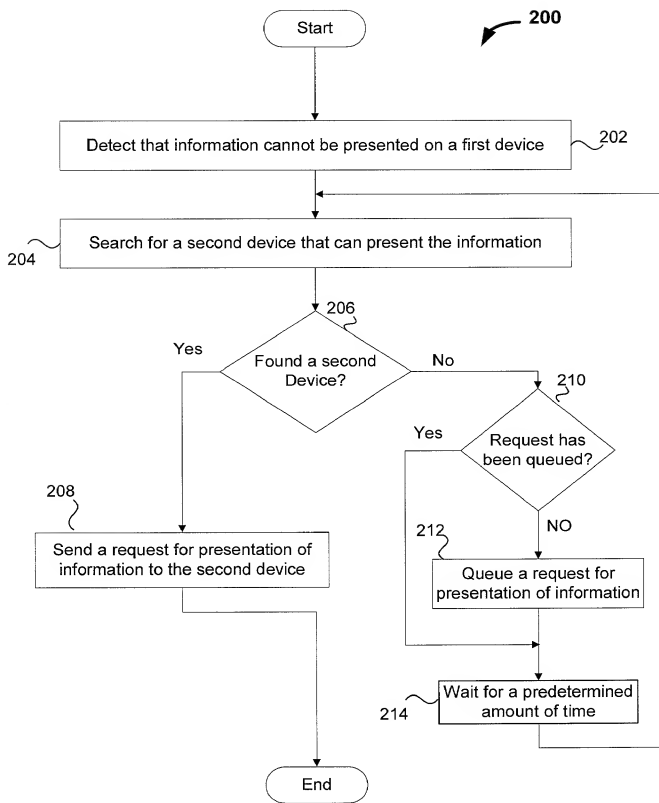 Start
200
Detect that information cannot be presented on a first device
202
Search for a second device that can present the information
204
206
Found a second
Device?
Yes
No
210
Request has
been queued?
Yes
NO
208
Send a request for presentation of
information to the second device
212
Queue a request for
presentation of information
Wait for a predetermined
amount of time
214
End